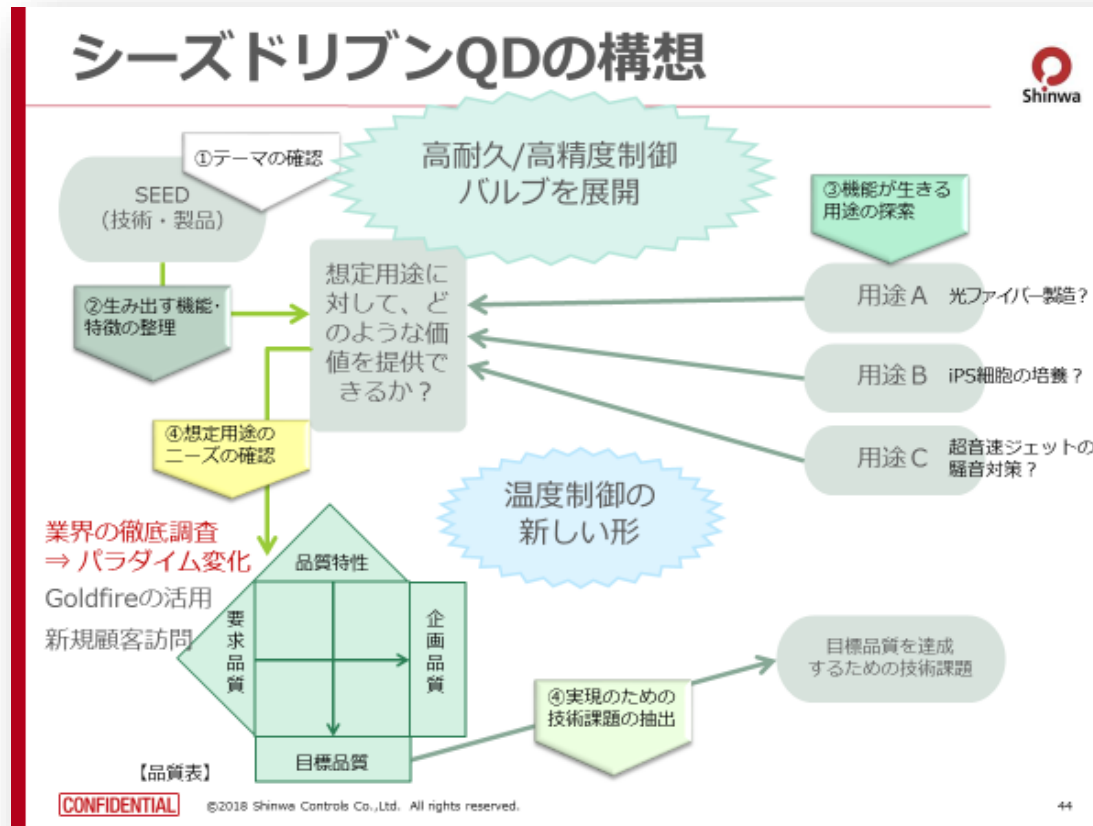 シーズドリブンQDの構想
Shinwa
①テーマの確認
SEED
(技術・製品)
高耐久/高精度制御
バルブを展開
③機能が生きる
用途の探索
②生み出す機能・
特徴の整理
想定用途に
対して、ど
のような価
値を提供で
きるか？
用途A
光ファイバー製造？
用途B
iPS細胞の培養？
用途C
超音速ジェットの
騒音対策？
④想定用途の
ニーズの確認
温度制御の
新しい形
業界の徹底調査
⇒ パラダイム変化
Goldfireの活用
新規顧客訪問
品質特性
要求品質
企画品質
目標品質
【品質表】
④実現のための
技術課題の抽出
目標品質を達成
するための技術課題
CONFIDENTIAL
©2018 Shinwa Controls Co.,Ltd. All rights reserved.
44